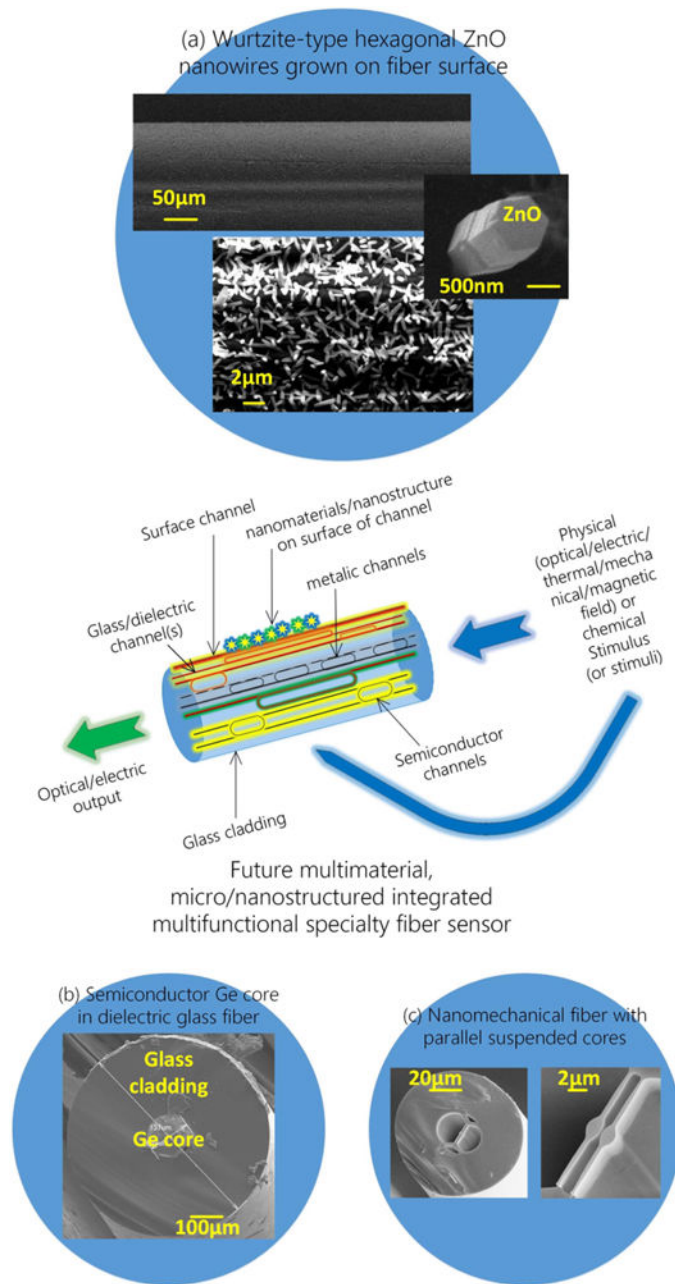 (a) Wurtzite-type hexagonal ZnO
nanowires grown on fiber surface
50μm
ZnO
500nm
2μm
Surface channel
nanomaterials/nanostructure
on surface of channel
metalic channels
Glass/dielectric
channel(s)
Physical
(optical/electric/
thermal/mecha
nical/magnetic
field) or
chemical
Stimulus
(or stimuli)
Optical/electric
output
Semiconductor
channels
Glass cladding
Future multimaterial,
micro/nanostructured integrated
multifunctional specialty fiber sensor
(b) Semiconductor Ge core
in dielectric glass fiber
Glass
cladding
Ge core
100μm
(c) Nanomechanical fiber with
parallel suspended cores
20μm
2μm